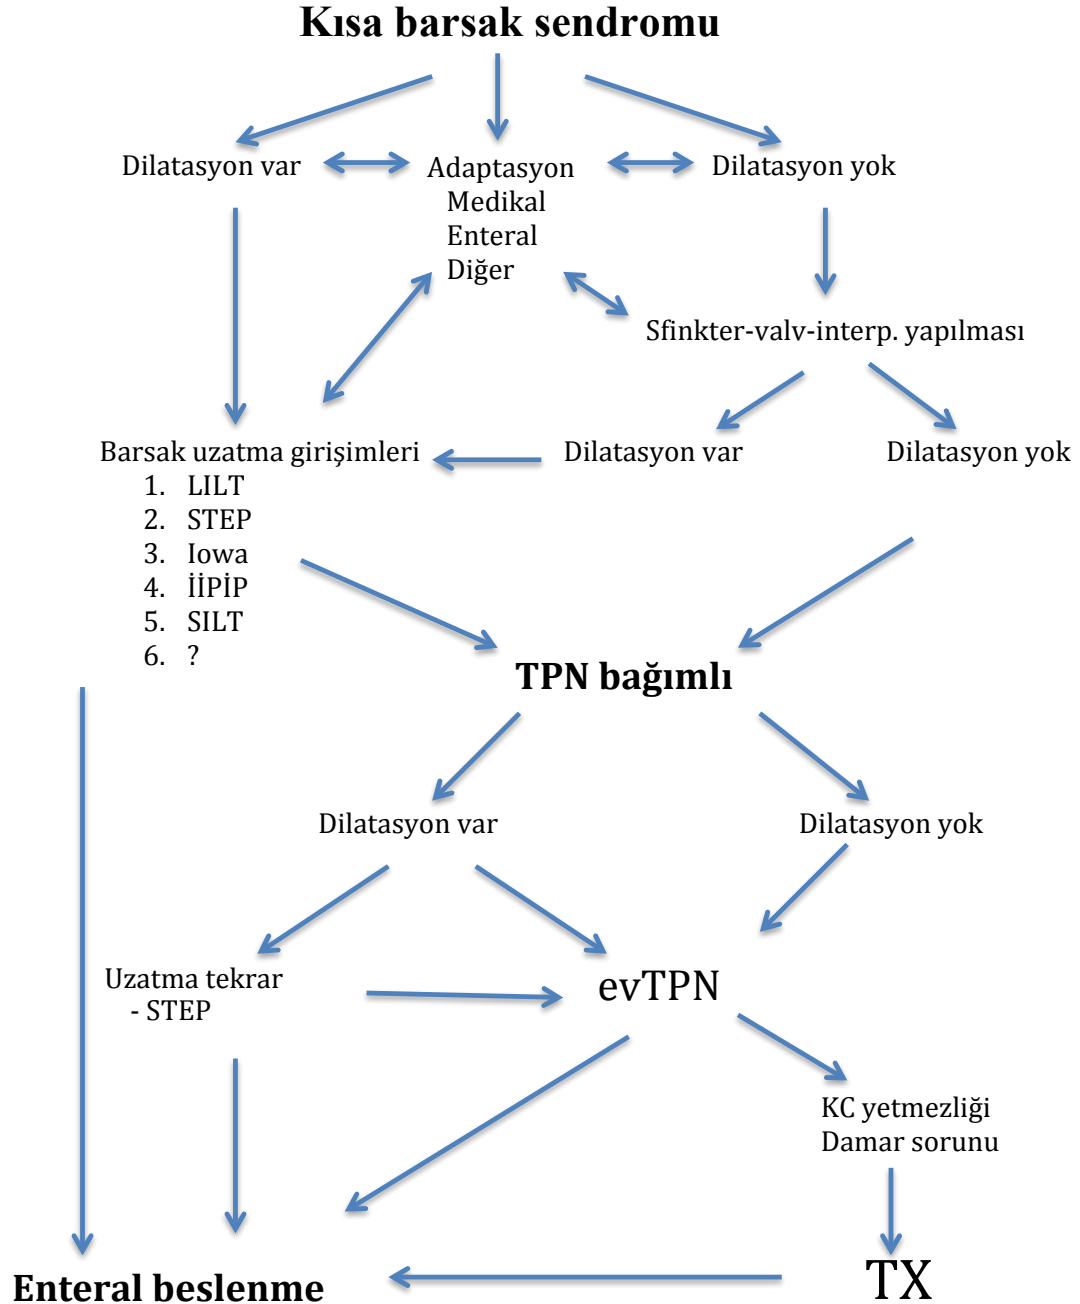 Kısa barsak sendromu
Dilatasyon var
Adaptasyon
Medikal
Enteral
Diğer
Dilatasyon yok
Sfinkter-valv-interp. yapılması
Barsak uzatma girişimleri
1. LILT
2. STEP
3. Iowa
4. İİPİP
5. SILT
6. ?
Dilatasyon var
Dilatasyon yok
TPN bağımlı
Dilatasyon var
Dilatasyon yok
Uzatma tekrar
- STEP
evTPN
KC yetmezliği
Damar sorunu
Enteral beslenme
TX